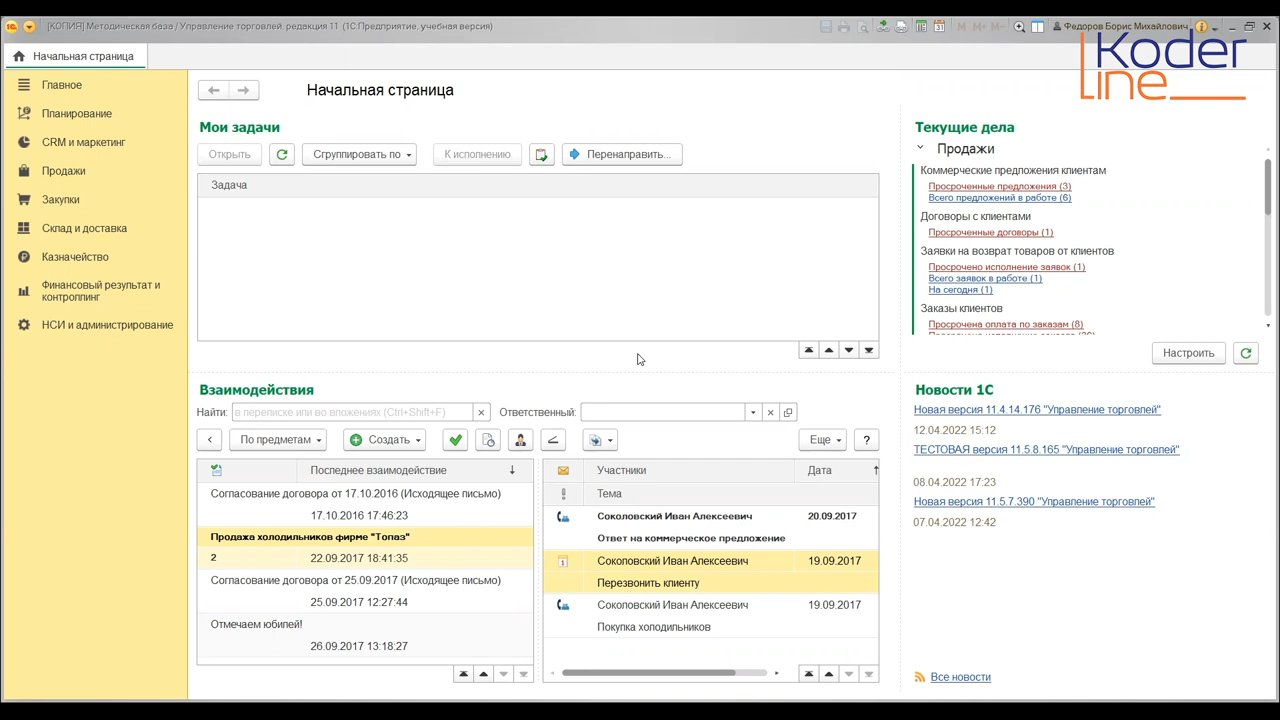 [КОПИЯ] Методическая база / Управление торговлей, редакция 11 (1С:Предприятие, учебная версия)
M M+ M-
Федоров Борис Михайлович
Koder
line
Начальная страница
Главное
Планирование
CRM и маркетинг
Продажи
Закупки
Склад и доставка
Казначейство
Финансовый результат и
контроллинг
НСИ и администрирование
Начальная страница
Мои задачи
Открыть
Сгруппировать по
К исполнению
Перенаправить...
Задача
Текущие дела
Продажи
Коммерческие предложения клиентам
Просроченные предложения (3)
Всего предложений в работе (6)
Договоры с клиентами
Просроченные договоры (1)
Заявки на возврат товаров от клиентов
Просрочено исполнение заявок (1)
Всего заявок в работе (1)
На сегодня (1)
Заказы клиентов
Просрочена оплата по заказам (8)
Настроить
Взаимодействия
Найти: в переписке или во вложениях (Ctrl+Shift+F)
Ответственный:
По предметам
Создать
Еще
?
Последнее взаимодействие
Согласование договора от 17.10.2016 (Исходящее письмо)
17.10.2016 17:46:23
Продажа холодильников фирме "Топаз"
2
22.09.2017 18:41:35
Согласование договора от 25.09.2017 (Исходящее письмо)
25.09.2017 12:27:44
Отмечаем юбилей!
26.09.2017 13:18:27
Участники
Дата
Тема
Соколовский Иван Алексеевич
20.09.2017
Ответ на коммерческое предложение
Соколовский Иван Алексеевич
19.09.2017
Перезвонить клиенту
Соколовский Иван Алексеевич
19.09.2017
Покупка холодильников
Новости 1С
Новая версия 11.4.14.176 "Управление торговлей"
12.04.2022 15:12
ТЕСТОВАЯ версия 11.5.8.165 "Управление торговлей"
08.04.2022 17:23
Новая версия 11.5.7.390 "Управление торговлей"
07.04.2022 12:42
Все новости